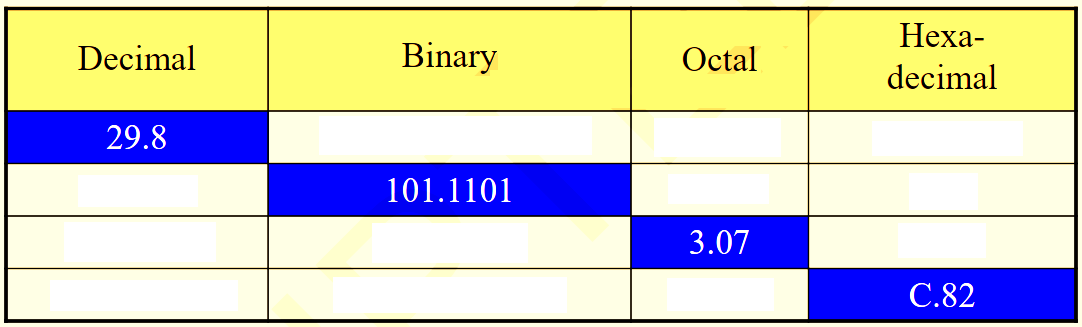 Decimal Binary Octal Hexa-
decimal
29.8
101.1101
3.07
C.82